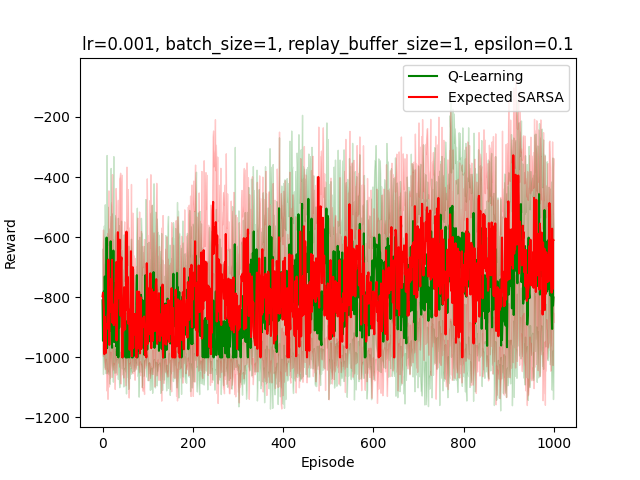 lr=0.001, batch_size=1, replay_buffer_size=1, epsilon=0.1
Q-Learning
Expected SARSA
−200
−400
−600
−800
−1000
−1200
Reward
0 200 400 600 800 1000
Episode